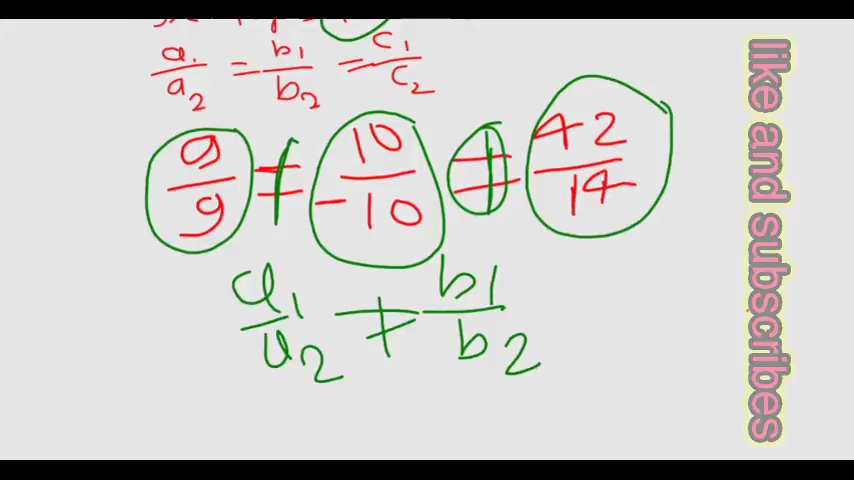 a1/a2 = b1/b2 = c1/c2
9/9 ≠ 10/-10 ≠ 42/14
a1/a2 ≠ b1/b2
like and subscribes